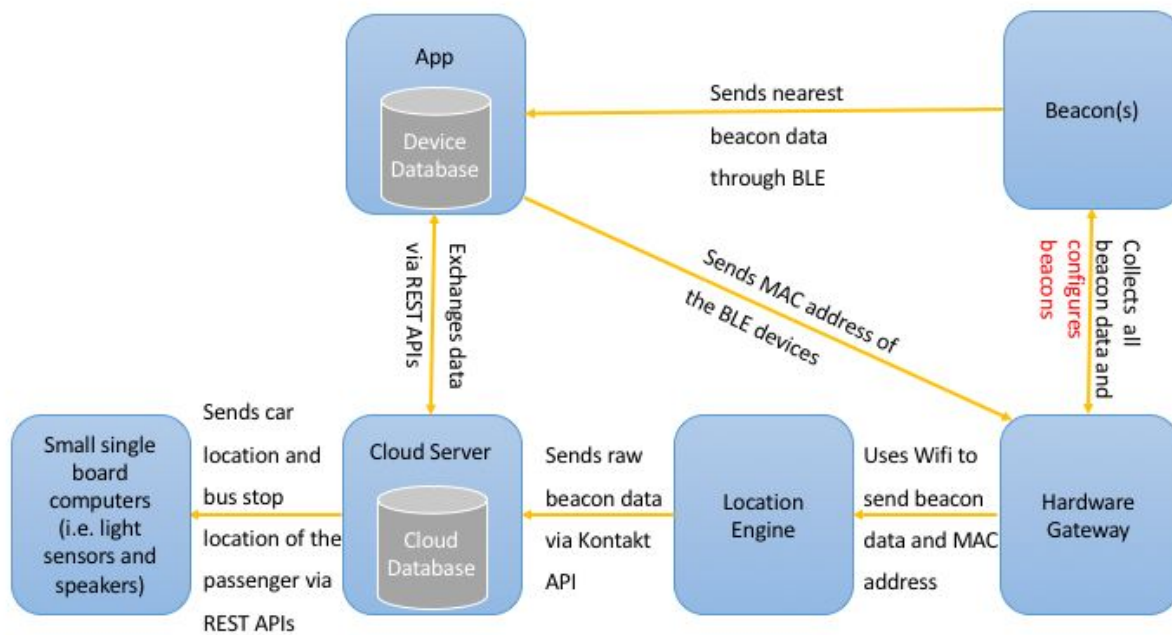 App
Device
Database
Sends nearest
beacon data
through BLE
Beacon(s)
Exchanges data
via REST APIs
Sends MAC address of
the BLE devices
Collects all
beacon data and
configures
beacons
Small single
board
computers
(i.e. light
sensors and
speakers)
Sends car
location and
bus stop
location of the
passenger via
REST APIs
Cloud Server
Cloud
Database
Sends raw
beacon data
via Kontakt
API
Location
Engine
Uses Wifi to
send beacon
data and MAC
address
Hardware
Gateway